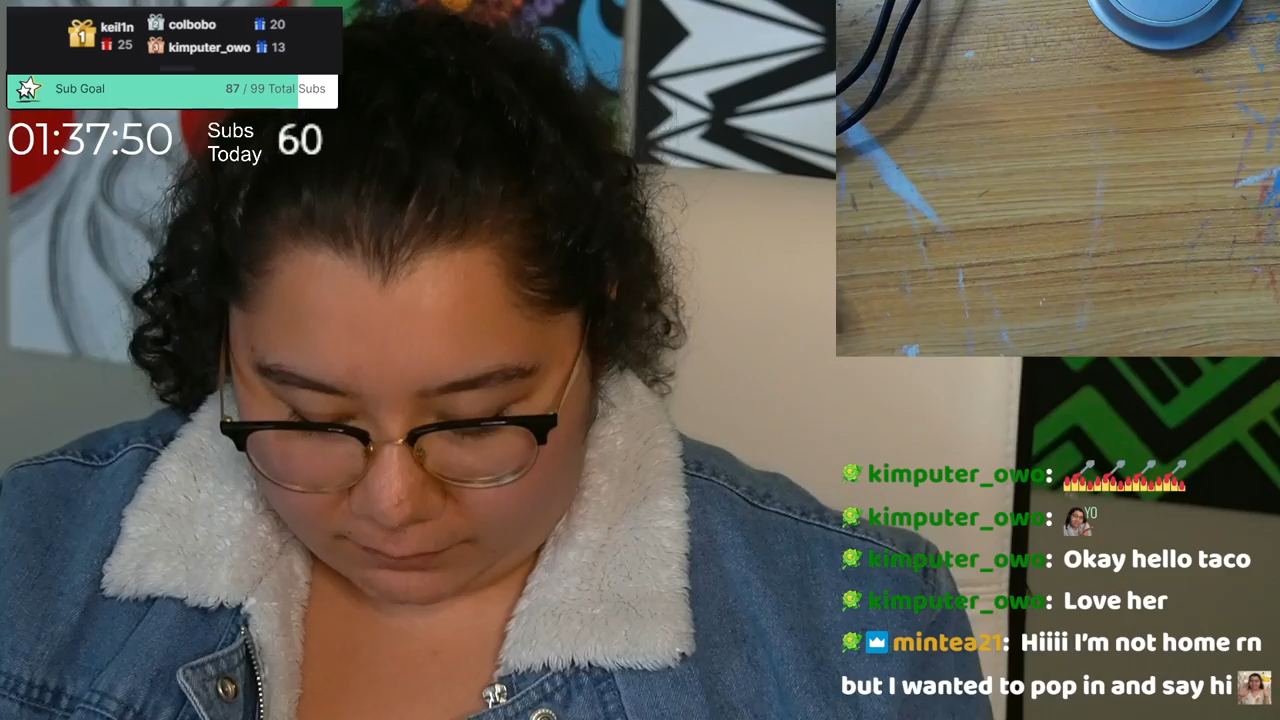 keil1n
25
colbobo
20
kimputer_owo
13
Sub Goal
87 / 99 Total Subs
01:37:50
Subs Today
60
kimputer_owo:
kimputer_owo:
YO
kimputer_owo: Okay hello taco
kimputer_owo: Love her
mintea21: Hiiii I'm not home rn
but I wanted to pop in and say hi